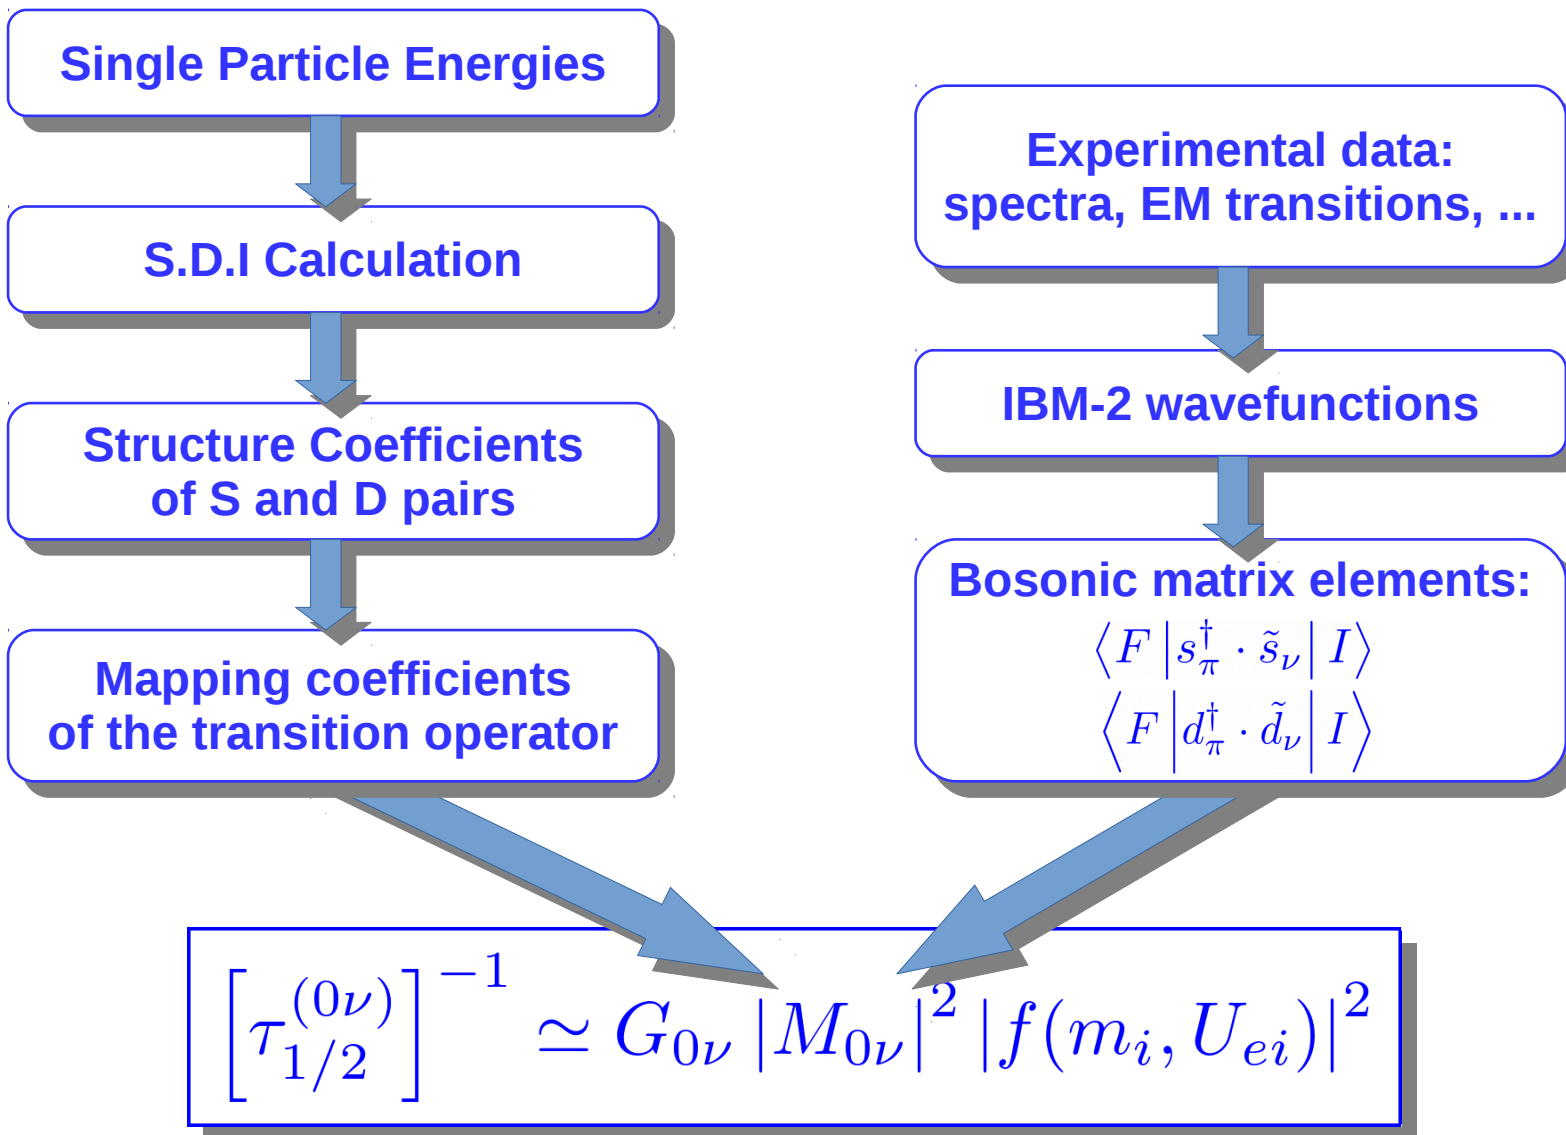 Single Particle Energies
S.D.I Calculation
Structure Coefficients
of S and D pairs
Mapping coefficients
of the transition operator
Experimental data:
spectra, EM transitions, ...
IBM-2 wavefunctions
Bosonic matrix elements:
⟨F |s†π · s̃ν| I⟩
⟨F |d†π · d̃ν| I⟩
[τ1/2^(0ν)]^−1 ≃ G0ν |M0ν|^2 |f(mi, Uei)|^2